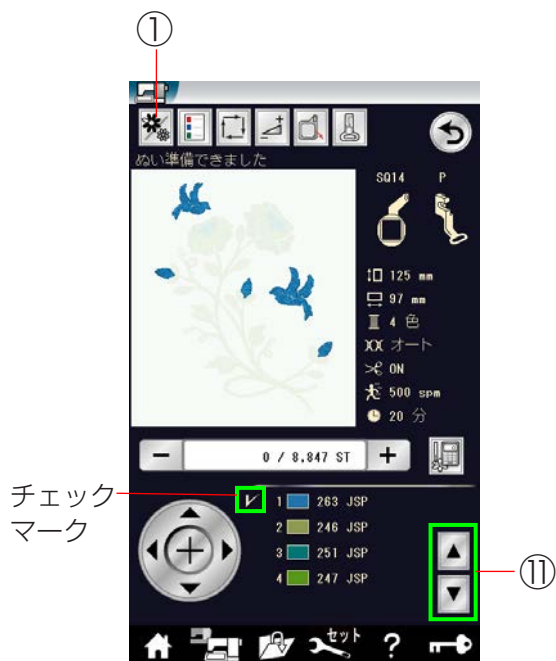 ①
ぬい準備できました
SQ14 P
125 mm
97 mm
4 色
オート
ON
500 spm
20 分
− 0 / 8.847 ST +
チェック
マーク
1 263 JSP
2 246 JSP
3 251 JSP
4 247 JSP
⑪
セット
?